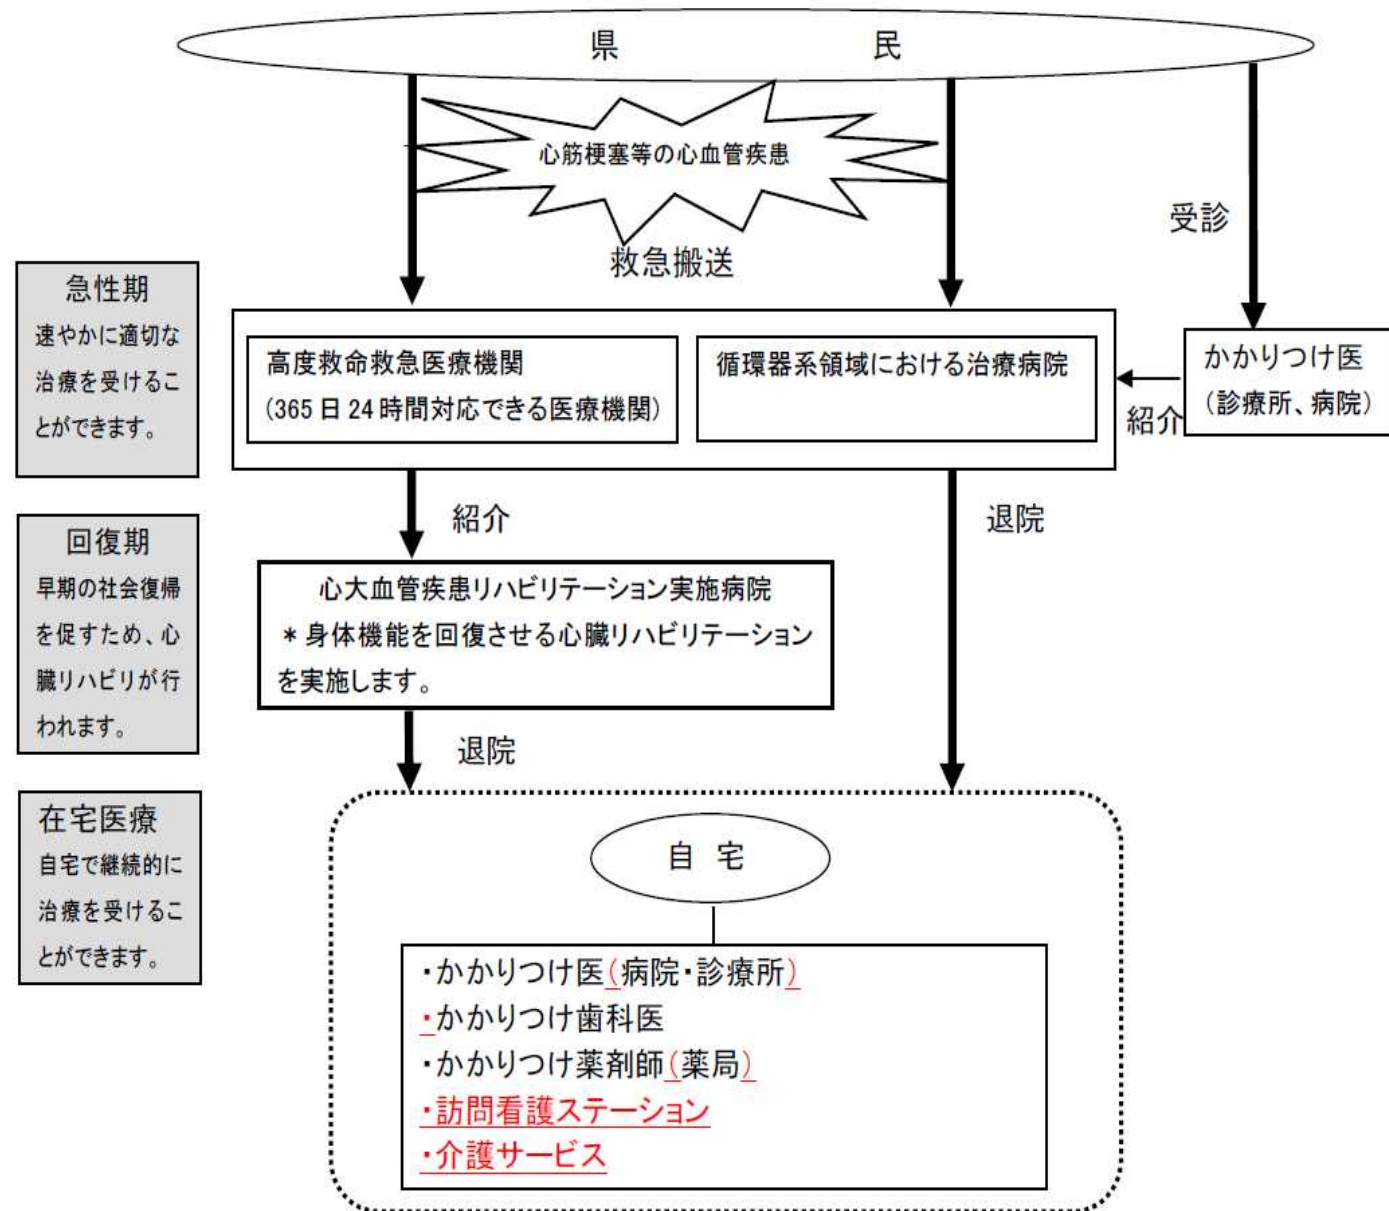 県 民
心筋梗塞等の心血管疾患
救急搬送
受診
急性期
速やかに適切な
治療を受けるこ
とができます。
高度救命救急医療機関
(365日24時間対応できる医療機関)
循環器系領域における治療病院
かかりつけ医
(診療所、病院)
紹介
紹介
退院
回復期
早期の社会復帰
を促すため、心
臓リハビリが行
われます。
心大血管疾患リハビリテーション実施病院
*身体機能を回復させる心臓リハビリテーション
を実施します。
退院
在宅医療
自宅で継続的に
治療を受けるこ
とができます。
自 宅
・かかりつけ医(病院・診療所)
・かかりつけ歯科医
・かかりつけ薬剤師(薬局)
・訪問看護ステーション
・介護サービス